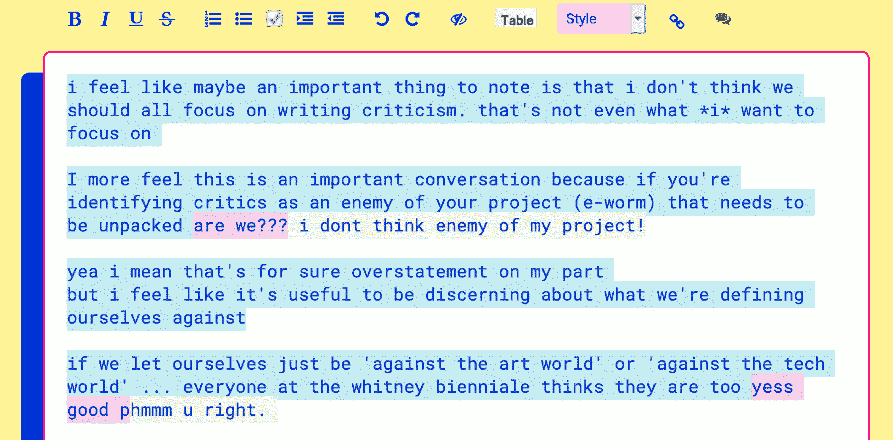 B I U S Table Style
i feel like maybe an important thing to note is that i don't think we
should all focus on writing criticism. that's not even what *i* want to
focus on
I more feel this is an important conversation because if you're
identifying critics as an enemy of your project (e-worm) that needs to
be unpacked are we??? i dont think enemy of my project!
yea i mean that's for sure overstatement on my part
but i feel like it's useful to be discerning about what we're defining
ourselves against
if we let ourselves just be 'against the art world' or 'against the tech
world' ... everyone at the whitney bienniale thinks they are too yess
good phmmm u right.